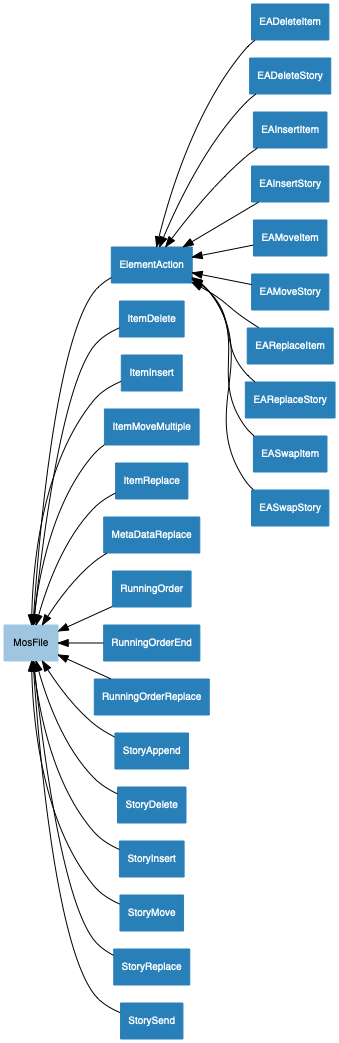 EADeleteItem
EADeleteStory
EAInsertItem
EAInsertStory
EAMoveItem
ElementAction
EAMoveStory
ItemDelete
EAReplaceItem
ItemInsert
EAReplaceStory
ItemMoveMultiple
EASwapItem
ItemReplace
EASwapStory
MetaDataReplace
RunningOrder
MosFile
RunningOrderEnd
RunningOrderReplace
StoryAppend
StoryDelete
StoryInsert
StoryMove
StoryReplace
StorySend